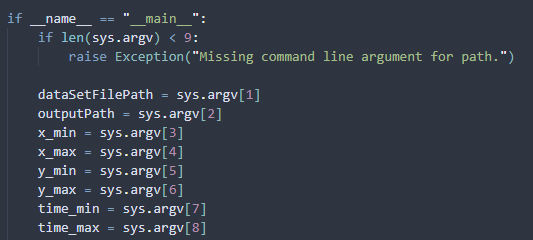 if __name__ == "__main__":
    if len(sys.argv) < 9:
        raise Exception("Missing command line argument for path.")

    dataSetFilePath = sys.argv[1]
    outputPath = sys.argv[2]
    x_min = sys.argv[3]
    x_max = sys.argv[4]
    y_min = sys.argv[5]
    y_max = sys.argv[6]
    time_min = sys.argv[7]
    time_max = sys.argv[8]